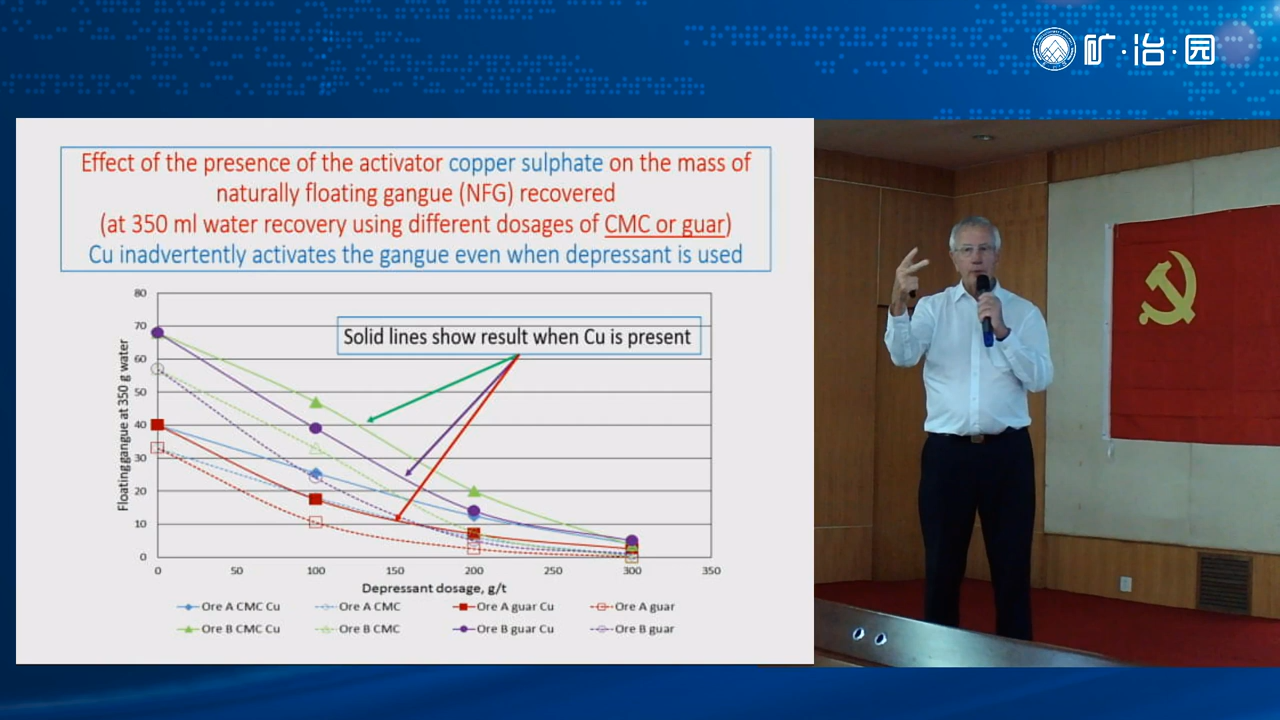 矿·冶·园
Effect of the presence of the activator copper sulphate on the mass of
naturally floating gangue (NFG) recovered
(at 350 ml water recovery using different dosages of CMC or guar)
Cu inadvertently activates the gangue even when depressant is used
Solid lines show result when Cu is present
Floating gangue at 350 g water
80
70
60
50
40
30
20
10
0
0 50 100 150 200 250 300 350
Depressant dosage, g/t
Ore A CMC Cu Ore A CMC Ore A guar Cu Ore A guar
Ore B CMC Cu Ore B CMC Ore B guar Cu Ore B guar